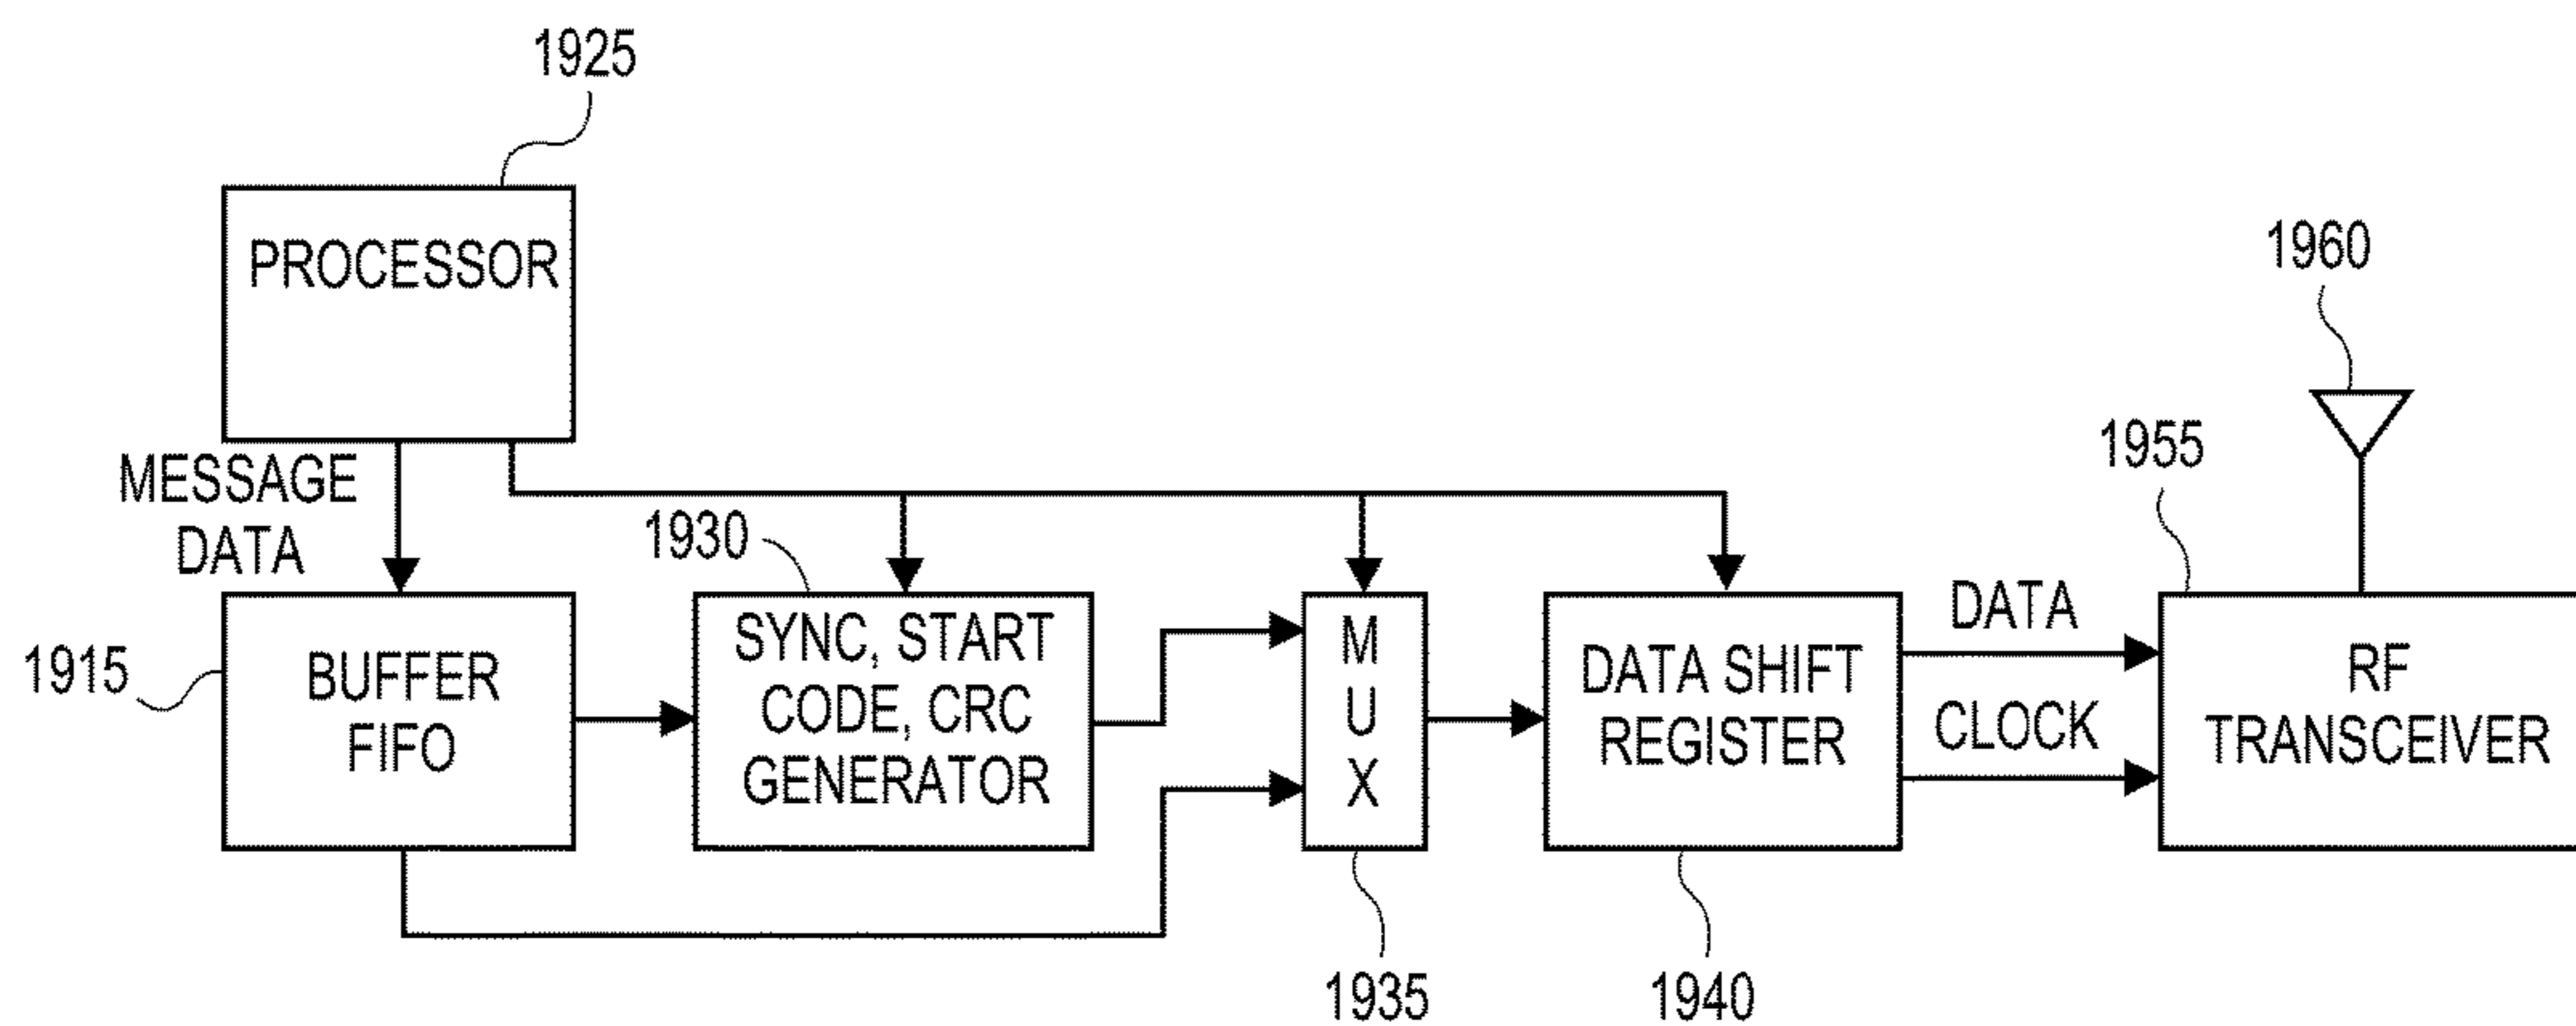 1925
PROCESSOR
1960
1955
MESSAGE
DATA
1930
1915
BUFFER
FIFO
SYNC, START
CODE, CRC
GENERATOR
M
U
X
DATA SHIFT
REGISTER
DATA
CLOCK
RF
TRANSCEIVER
1935
1940